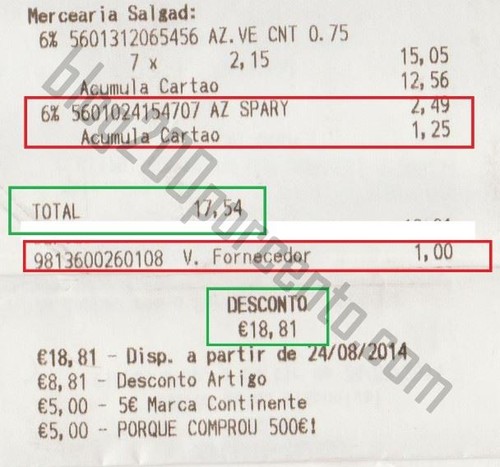 Mercearia Salgad:
6% 5601312065456 AZ.VE CNT 0.75
7 x 2,15 15,05
Acumula Cartao 12,56
6% 5601024154707 AZ SPARY 2,49
Acumula Cartao 1,25
TOTAL 17,54
9813600260108 V. Fornecedor 1,00
DESCONTO
€18,81
€18,81 - Disp. a partir de 24/08/2014
€8,81 - Desconto Artigo
€5,00 - 5€ Marca Continente
€5,00 - PORQUE COMPROU 500€!
blog200porcento.com